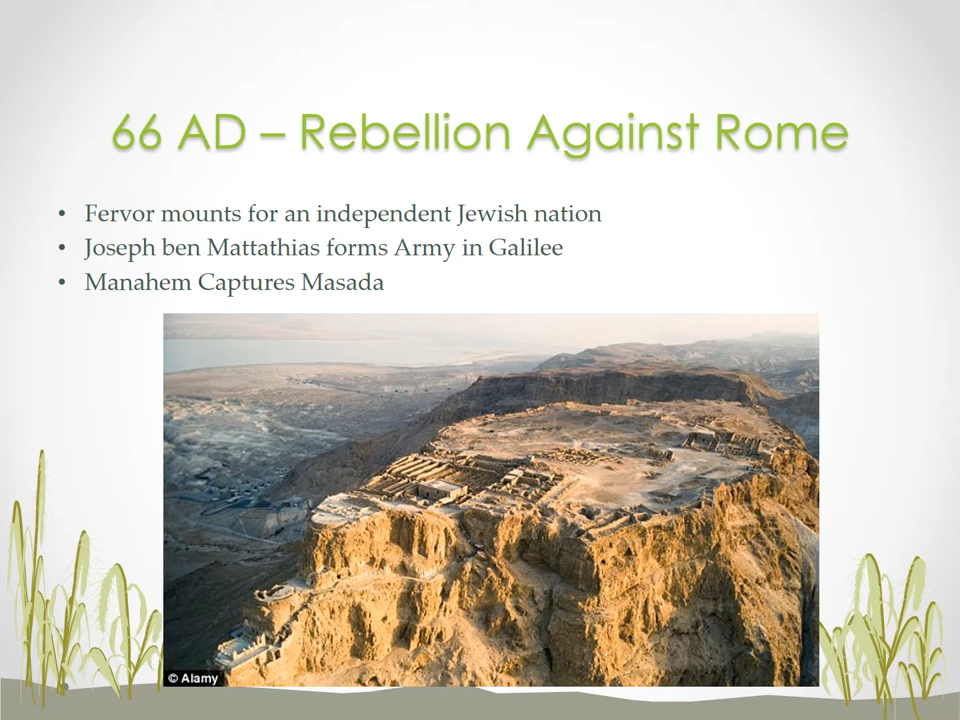 66 AD – Rebellion Against Rome
• Fervor mounts for an independent Jewish nation
• Joseph ben Mattathias forms Army in Galilee
• Manahem Captures Masada
© Alamy